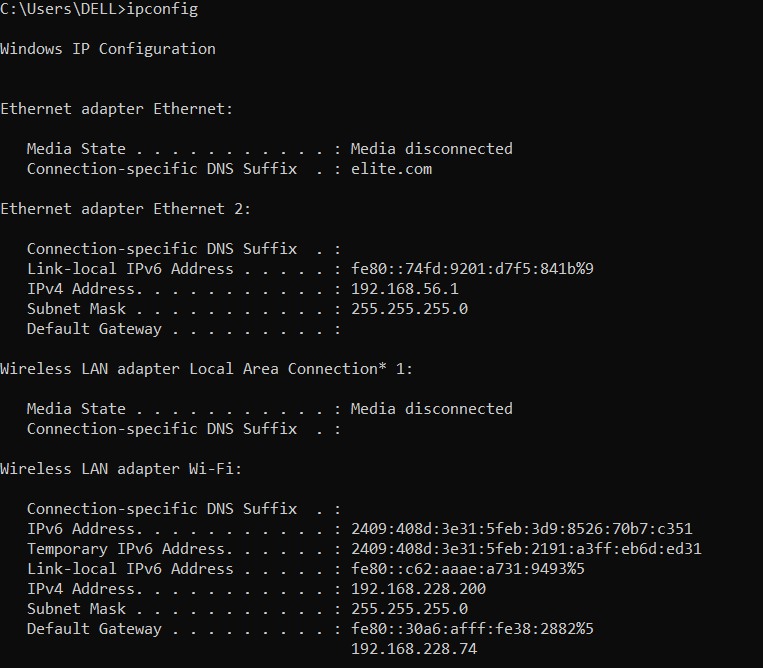 C:\Users\DELL>ipconfig
Windows IP Configuration
Ethernet adapter Ethernet:
Media State . . . . . . . . . . . : Media disconnected
Connection-specific DNS Suffix  . : elite.com
Ethernet adapter Ethernet 2:
Connection-specific DNS Suffix  . :
Link-local IPv6 Address . . . . . : fe80::74fd:9201:d7f5:841b%9
IPv4 Address. . . . . . . . . . . : 192.168.56.1
Subnet Mask . . . . . . . . . . . : 255.255.255.0
Default Gateway . . . . . . . . . :
Wireless LAN adapter Local Area Connection* 1:
Media State . . . . . . . . . . . : Media disconnected
Connection-specific DNS Suffix  . :
Wireless LAN adapter Wi-Fi:
Connection-specific DNS Suffix  . :
IPv6 Address. . . . . . . . . . . : 2409:408d:3e31:5feb:3d9:8526:70b7:c351
Temporary IPv6 Address. . . . . . : 2409:408d:3e31:5feb:2191:a3ff:eb6d:ed31
Link-local IPv6 Address . . . . . : fe80::c62:aaae:a731:9493%5
IPv4 Address. . . . . . . . . . . : 192.168.228.200
Subnet Mask . . . . . . . . . . . : 255.255.255.0
Default Gateway . . . . . . . . . : fe80::30a6:afff:fe38:2882%5
192.168.228.74